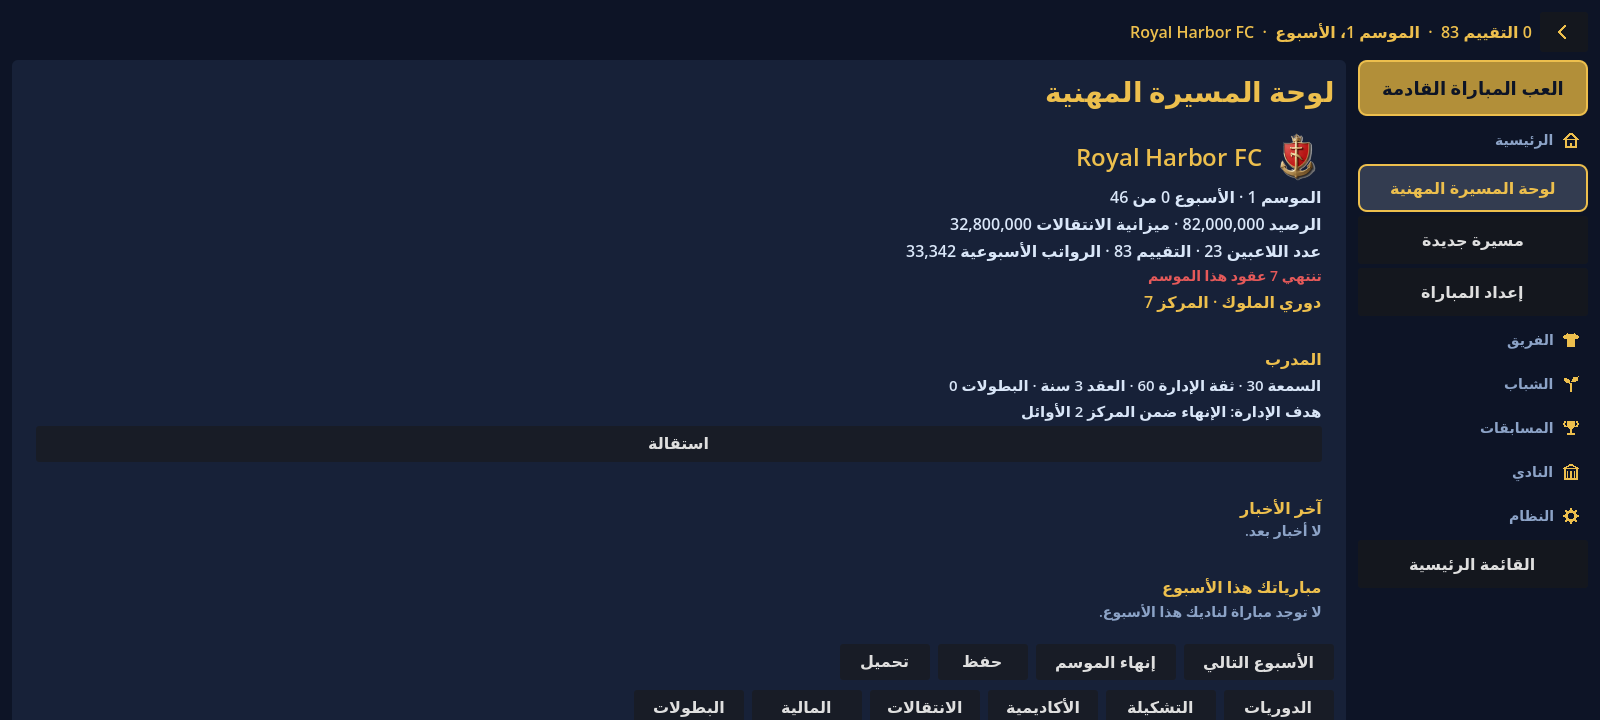 Royal Harbor FC · الموسم 1، الأسبوع 0 · التقييم 83
العب المباراة القادمة
الرئيسية
لوحة المسيرة المهنية
مسيرة جديدة
إعداد المباراة
الفريق
الشباب
المسابقات
النادي
النظام
القائمة الرئيسية
لوحة المسيرة المهنية
Royal Harbor FC
الموسم 1 · الأسبوع 0 من 46
الرصيد 82,000,000 · ميزانية الانتقالات 32,800,000
عدد اللاعبين 23 · التقييم 83 · الرواتب الأسبوعية 33,342
تنتهي 7 عقود هذا الموسم
دوري الملوك · المركز 7
المدرب
السمعة 30 · ثقة الإدارة 60 · العقد 3 سنة · البطولات 0
هدف الإدارة: الإنهاء ضمن المركز 2 الأوائل
استقالة
آخر الأخبار
لا أخبار بعد.
مبارياتك هذا الأسبوع
لا توجد مباراة لناديك هذا الأسبوع.
الأسبوع التالي
إنهاء الموسم
حفظ
تحميل
الدوريات
التشكيلة
الأكاديمية
الانتقالات
المالية
البطولات